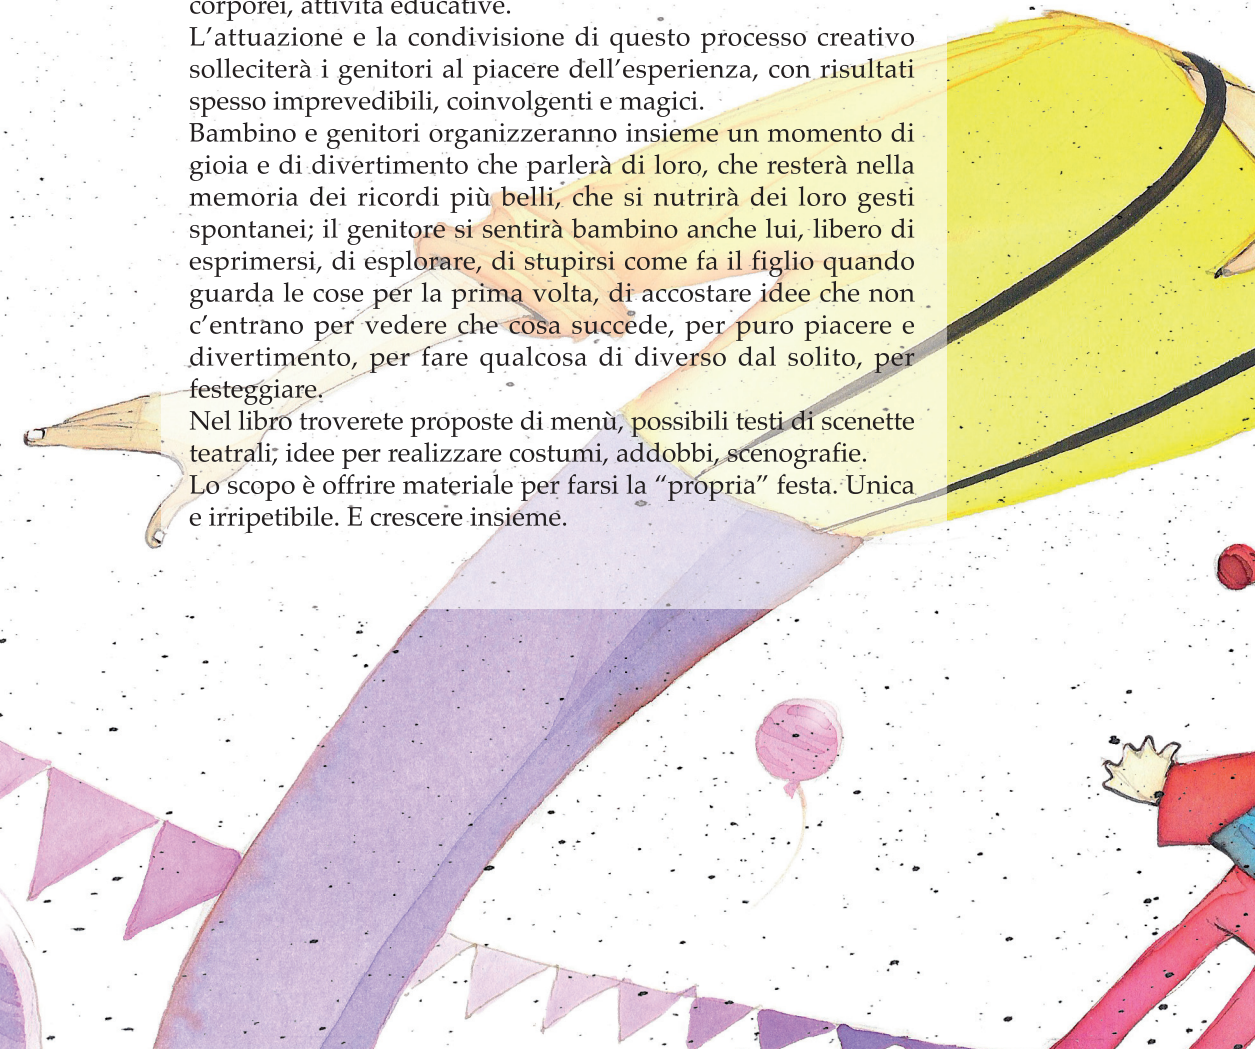 corporei, attività educative.
L’attuazione e la condivisione di questo processo creativo
solleciterà i genitori al piacere dell’esperienza, con risultati
spesso imprevedibili, coinvolgenti e magici.
Bambino e genitori organizzeranno insieme un momento di
gioia e di divertimento che parlerà di loro, che resterà nella
memoria dei ricordi più belli, che si nutrirà dei loro gesti
spontanei; il genitore si sentirà bambino anche lui, libero di
esprimersi, di esplorare, di stupirsi come fa il figlio quando
guarda le cose per la prima volta, di accostare idee che non
c’entrano per vedere che cosa succede, per puro piacere e
divertimento, per fare qualcosa di diverso dal solito, per
festeggiare.
Nel libro troverete proposte di menù, possibili testi di scenette
teatrali; idee per realizzare costumi, addobbi, scenografie.
Lo scopo è offrire materiale per farsi la “propria” festa. Unica
e irripetibile. E crescere insieme.